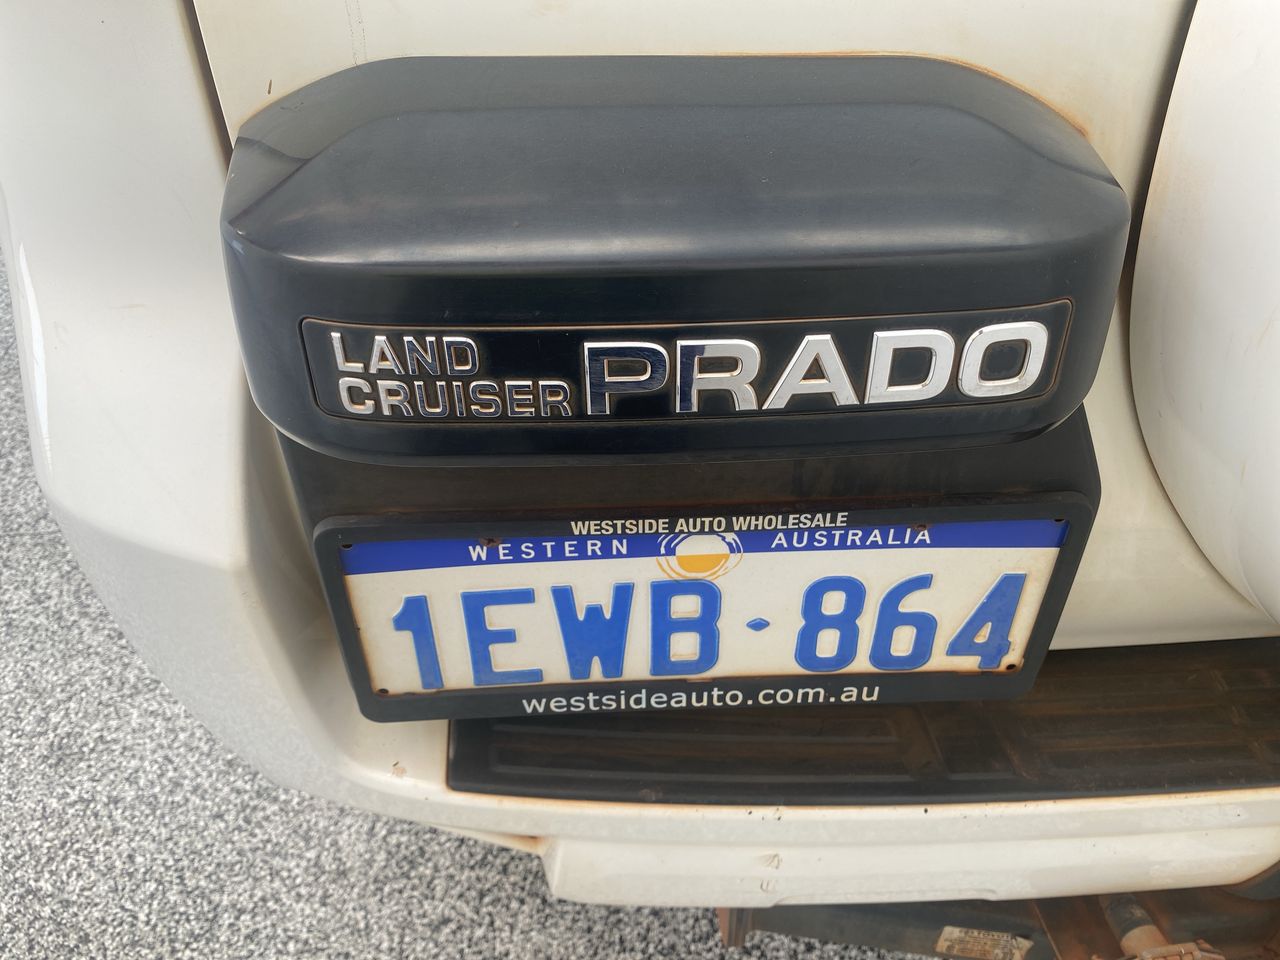 LAND
CRUISER PRADO
WESTSIDE AUTO WHOLESALE
WESTERN AUSTRALIA
1EWB·864
westsideauto.com.au